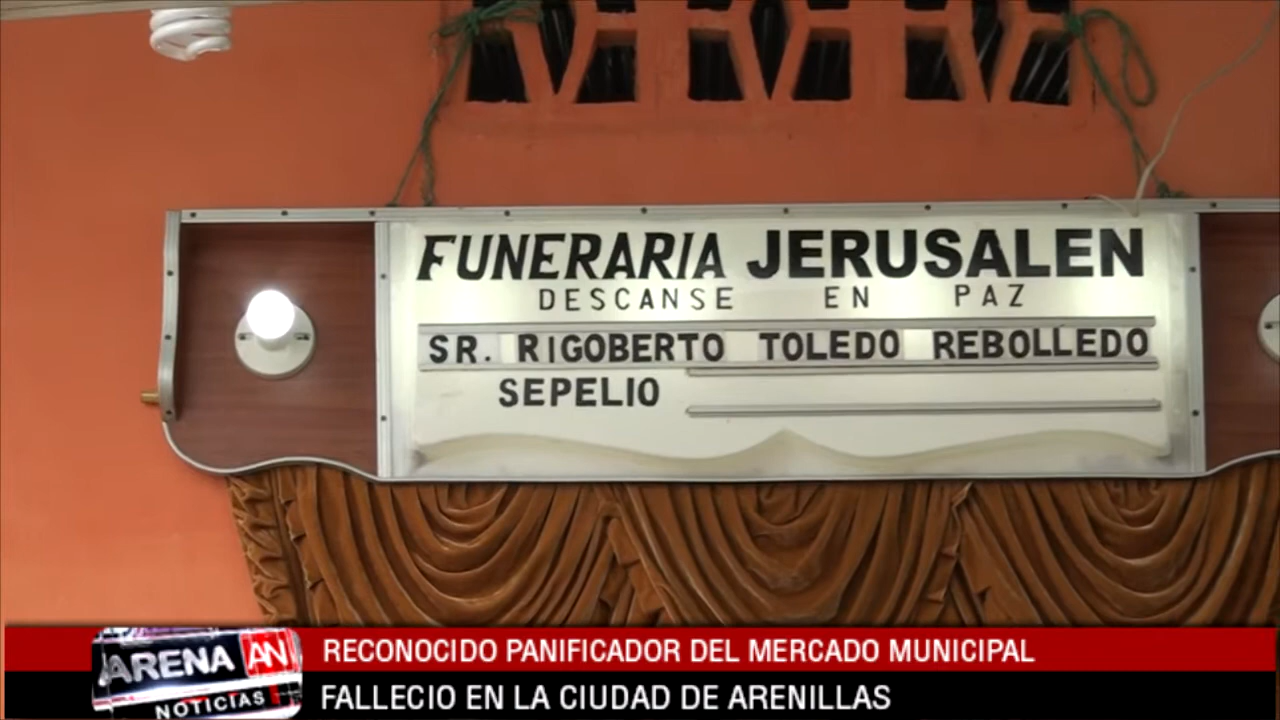 FUNERARIA JERUSALEN
DESCANSE EN PAZ
SR. RIGOBERTO TOLEDO REBOLLEDO
SEPELIO
RECONOCIDO PANIFICADOR DEL MERCADO MUNICIPAL
FALLECIO EN LA CIUDAD DE ARENILLAS
ARENA AN
NOTICIAS